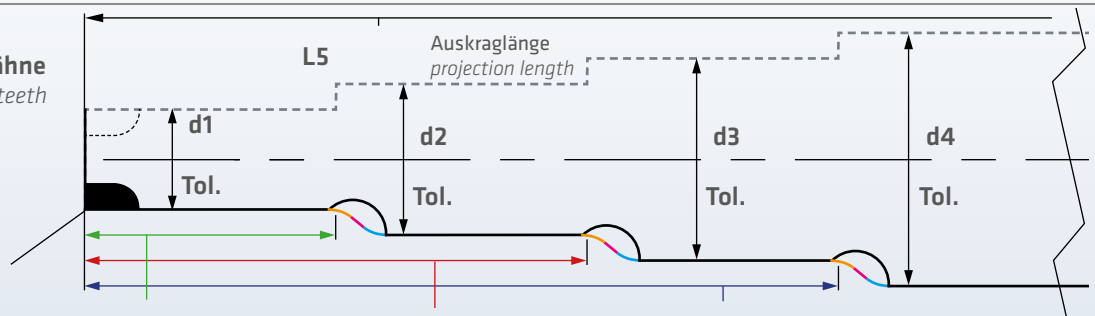 L5
Auskraglänge
projection length
ähne
teeth
d1
d2
d3
d4
Tol.
Tol.
Tol.
Tol.